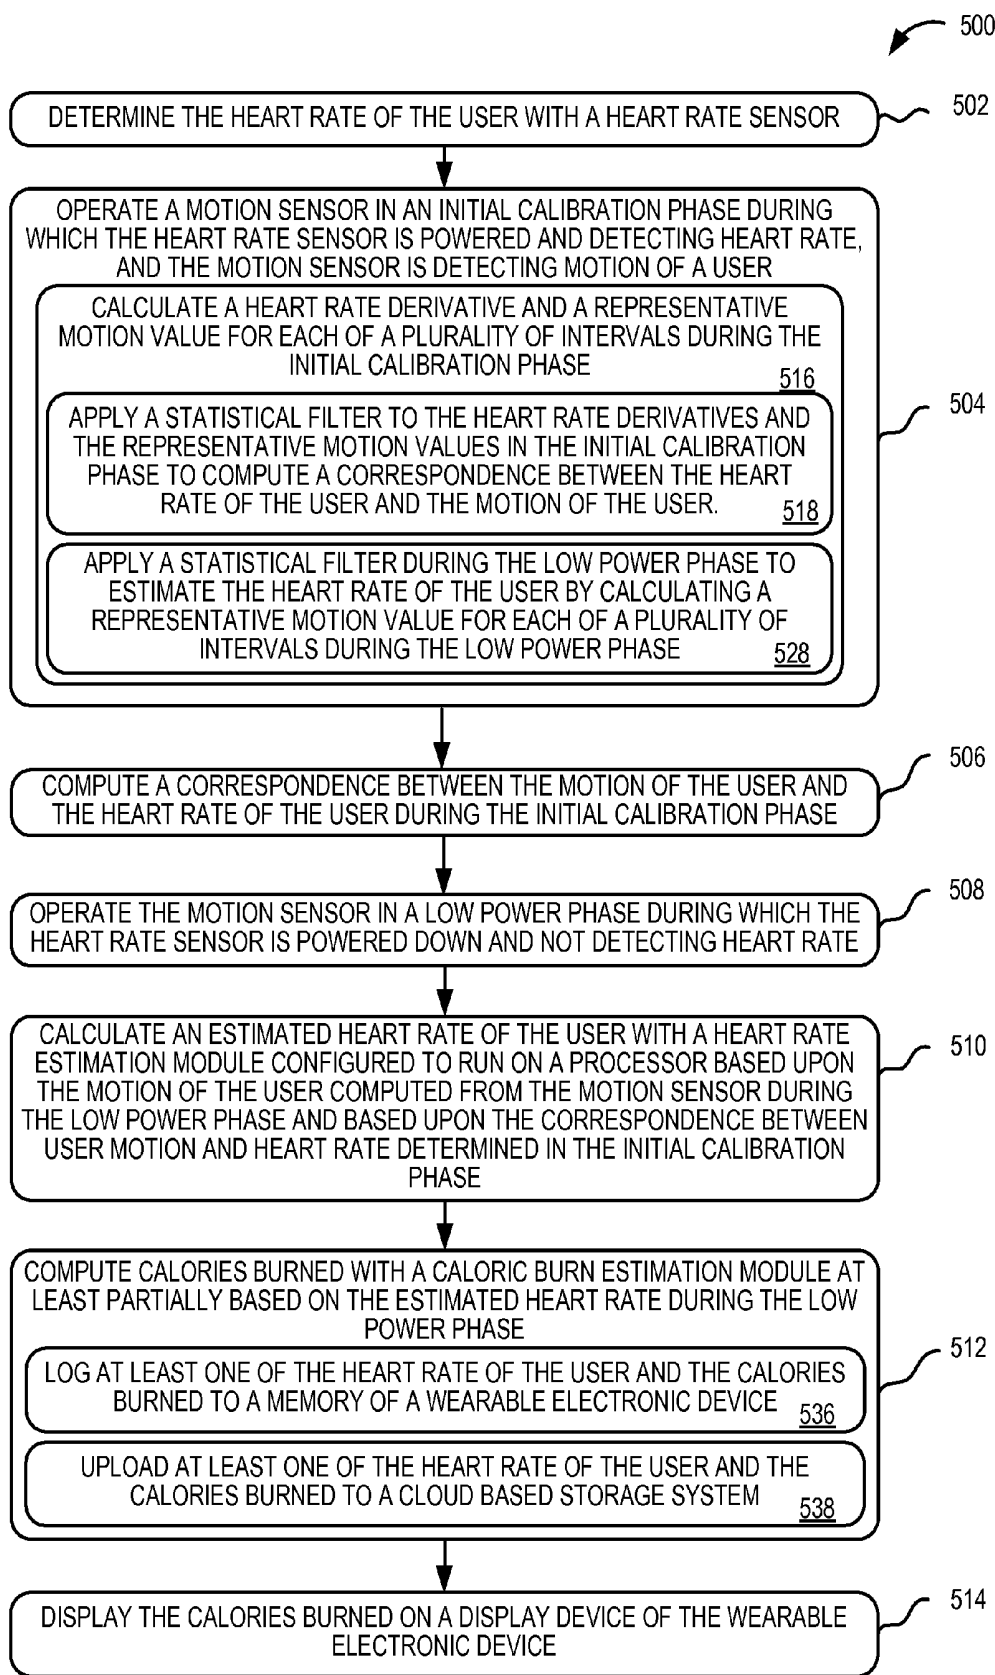 500
DETERMINE THE HEART RATE OF THE USER WITH A HEART RATE SENSOR
502
OPERATE A MOTION SENSOR IN AN INITIAL CALIBRATION PHASE DURING
WHICH THE HEART RATE SENSOR IS POWERED AND DETECTING HEART RATE,
AND THE MOTION SENSOR IS DETECTING MOTION OF A USER
CALCULATE A HEART RATE DERIVATIVE AND A REPRESENTATIVE
MOTION VALUE FOR EACH OF A PLURALITY OF INTERVALS DURING THE
INITIAL CALIBRATION PHASE
516
APPLY A STATISTICAL FILTER TO THE HEART RATE DERIVATIVES AND
THE REPRESENTATIVE MOTION VALUES IN THE INITIAL CALIBRATION
PHASE TO COMPUTE A CORRESPONDENCE BETWEEN THE HEART
RATE OF THE USER AND THE MOTION OF THE USER.
518
APPLY A STATISTICAL FILTER DURING THE LOW POWER PHASE TO
ESTIMATE THE HEART RATE OF THE USER BY CALCULATING A
REPRESENTATIVE MOTION VALUE FOR EACH OF A PLURALITY OF
INTERVALS DURING THE LOW POWER PHASE
528
504
COMPUTE A CORRESPONDENCE BETWEEN THE MOTION OF THE USER AND
THE HEART RATE OF THE USER DURING THE INITIAL CALIBRATION PHASE
506
OPERATE THE MOTION SENSOR IN A LOW POWER PHASE DURING WHICH THE
HEART RATE SENSOR IS POWERED DOWN AND NOT DETECTING HEART RATE
508
CALCULATE AN ESTIMATED HEART RATE OF THE USER WITH A HEART RATE
ESTIMATION MODULE CONFIGURED TO RUN ON A PROCESSOR BASED UPON
THE MOTION OF THE USER COMPUTED FROM THE MOTION SENSOR DURING
THE LOW POWER PHASE AND BASED UPON THE CORRESPONDENCE BETWEEN
USER MOTION AND HEART RATE DETERMINED IN THE INITIAL CALIBRATION
PHASE
510
COMPUTE CALORIES BURNED WITH A CALORIC BURN ESTIMATION MODULE AT
LEAST PARTIALLY BASED ON THE ESTIMATED HEART RATE DURING THE LOW
POWER PHASE
LOG AT LEAST ONE OF THE HEART RATE OF THE USER AND THE CALORIES
BURNED TO A MEMORY OF A WEARABLE ELECTRONIC DEVICE
536
UPLOAD AT LEAST ONE OF THE HEART RATE OF THE USER AND THE
CALORIES BURNED TO A CLOUD BASED STORAGE SYSTEM
538
512
DISPLAY THE CALORIES BURNED ON A DISPLAY DEVICE OF THE WEARABLE
ELECTRONIC DEVICE
514